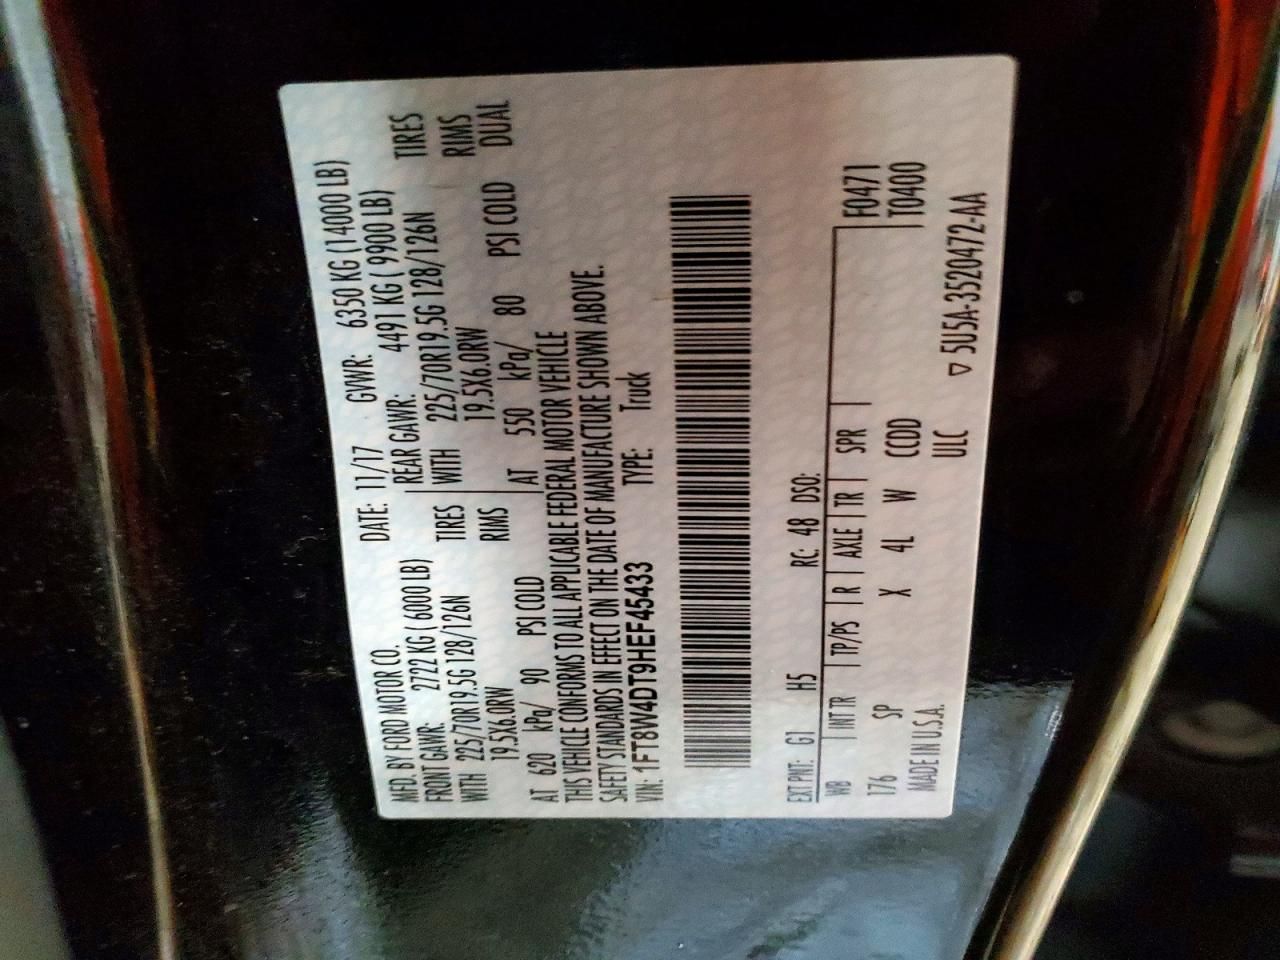 MFD. BY FORD MOTOR CO.
DATE: 11/17 GVWR: 6350 KG (14000 LB)
FRONT GAWR: 2722 KG (6000 LB)
REAR GAWR: 4491 KG (9900 LB)
WITH 225/70R19.5G 128/126N TIRES
WITH 225/70R19.5G 128/126N TIRES
19.5X6.0RW RIMS
19.5X6.0RW RIMS
AT 620 kPa/ 90 PSI COLD
AT 550 kPa/ 80 PSI COLD DUAL
THIS VEHICLE CONFORMS TO ALL APPLICABLE FEDERAL MOTOR VEHICLE
SAFETY STANDARDS IN EFFECT ON THE DATE OF MANUFACTURE SHOWN ABOVE.
VIN: 1FT8W4DT9HEF45433 TYPE: Truck
EXT PNT: G1 H5 RC: 48 DSO:
WB INT TR TP/PS R AXLE TR SPR F0471
176 SP X 4L W CCDD T0400
MADE IN U.S.A. ULC ▽ 5U5A-3520472-AA